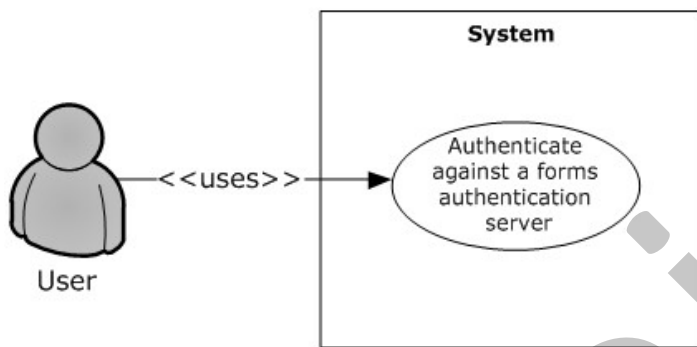 System
<<uses>>
Authenticate
against a forms
authentication
server
User